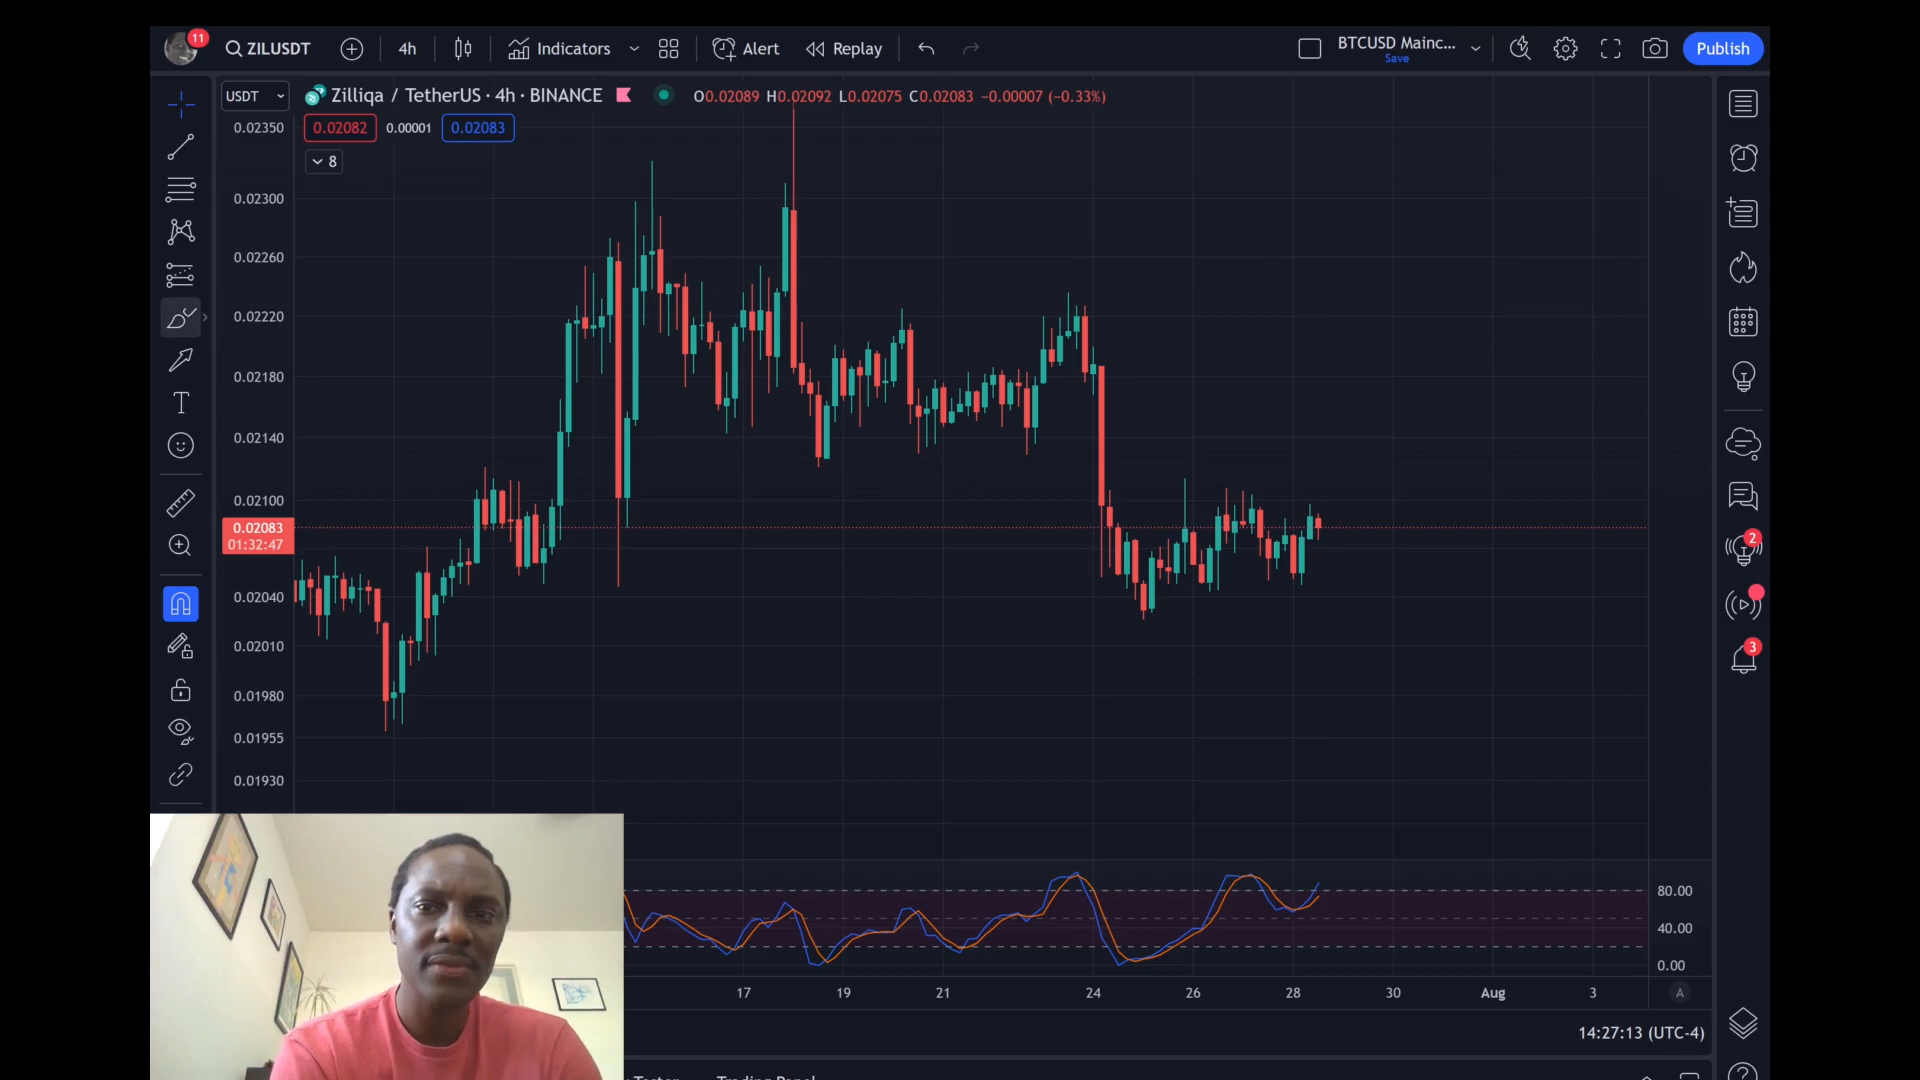 11
ZILUSDT
4h
Indicators
Alert
Replay
BTCUSD Mainc...
Save
Publish
USDT
Zilliqa / TetherUS · 4h · BINANCE
O0.02089 H0.02092 L0.02075 C0.02083 −0.00007 (−0.33%)
0.02082
0.00001
0.02083
8
0.02350
0.02300
0.02260
0.02220
0.02180
0.02140
0.02100
0.02083
01:32:47
0.02040
0.02010
0.01980
0.01955
0.01930
2
3
80.00
40.00
0.00
17
19
21
24
26
28
30
Aug
3
A
14:27:13 (UTC-4)
Tester
Trading Panel